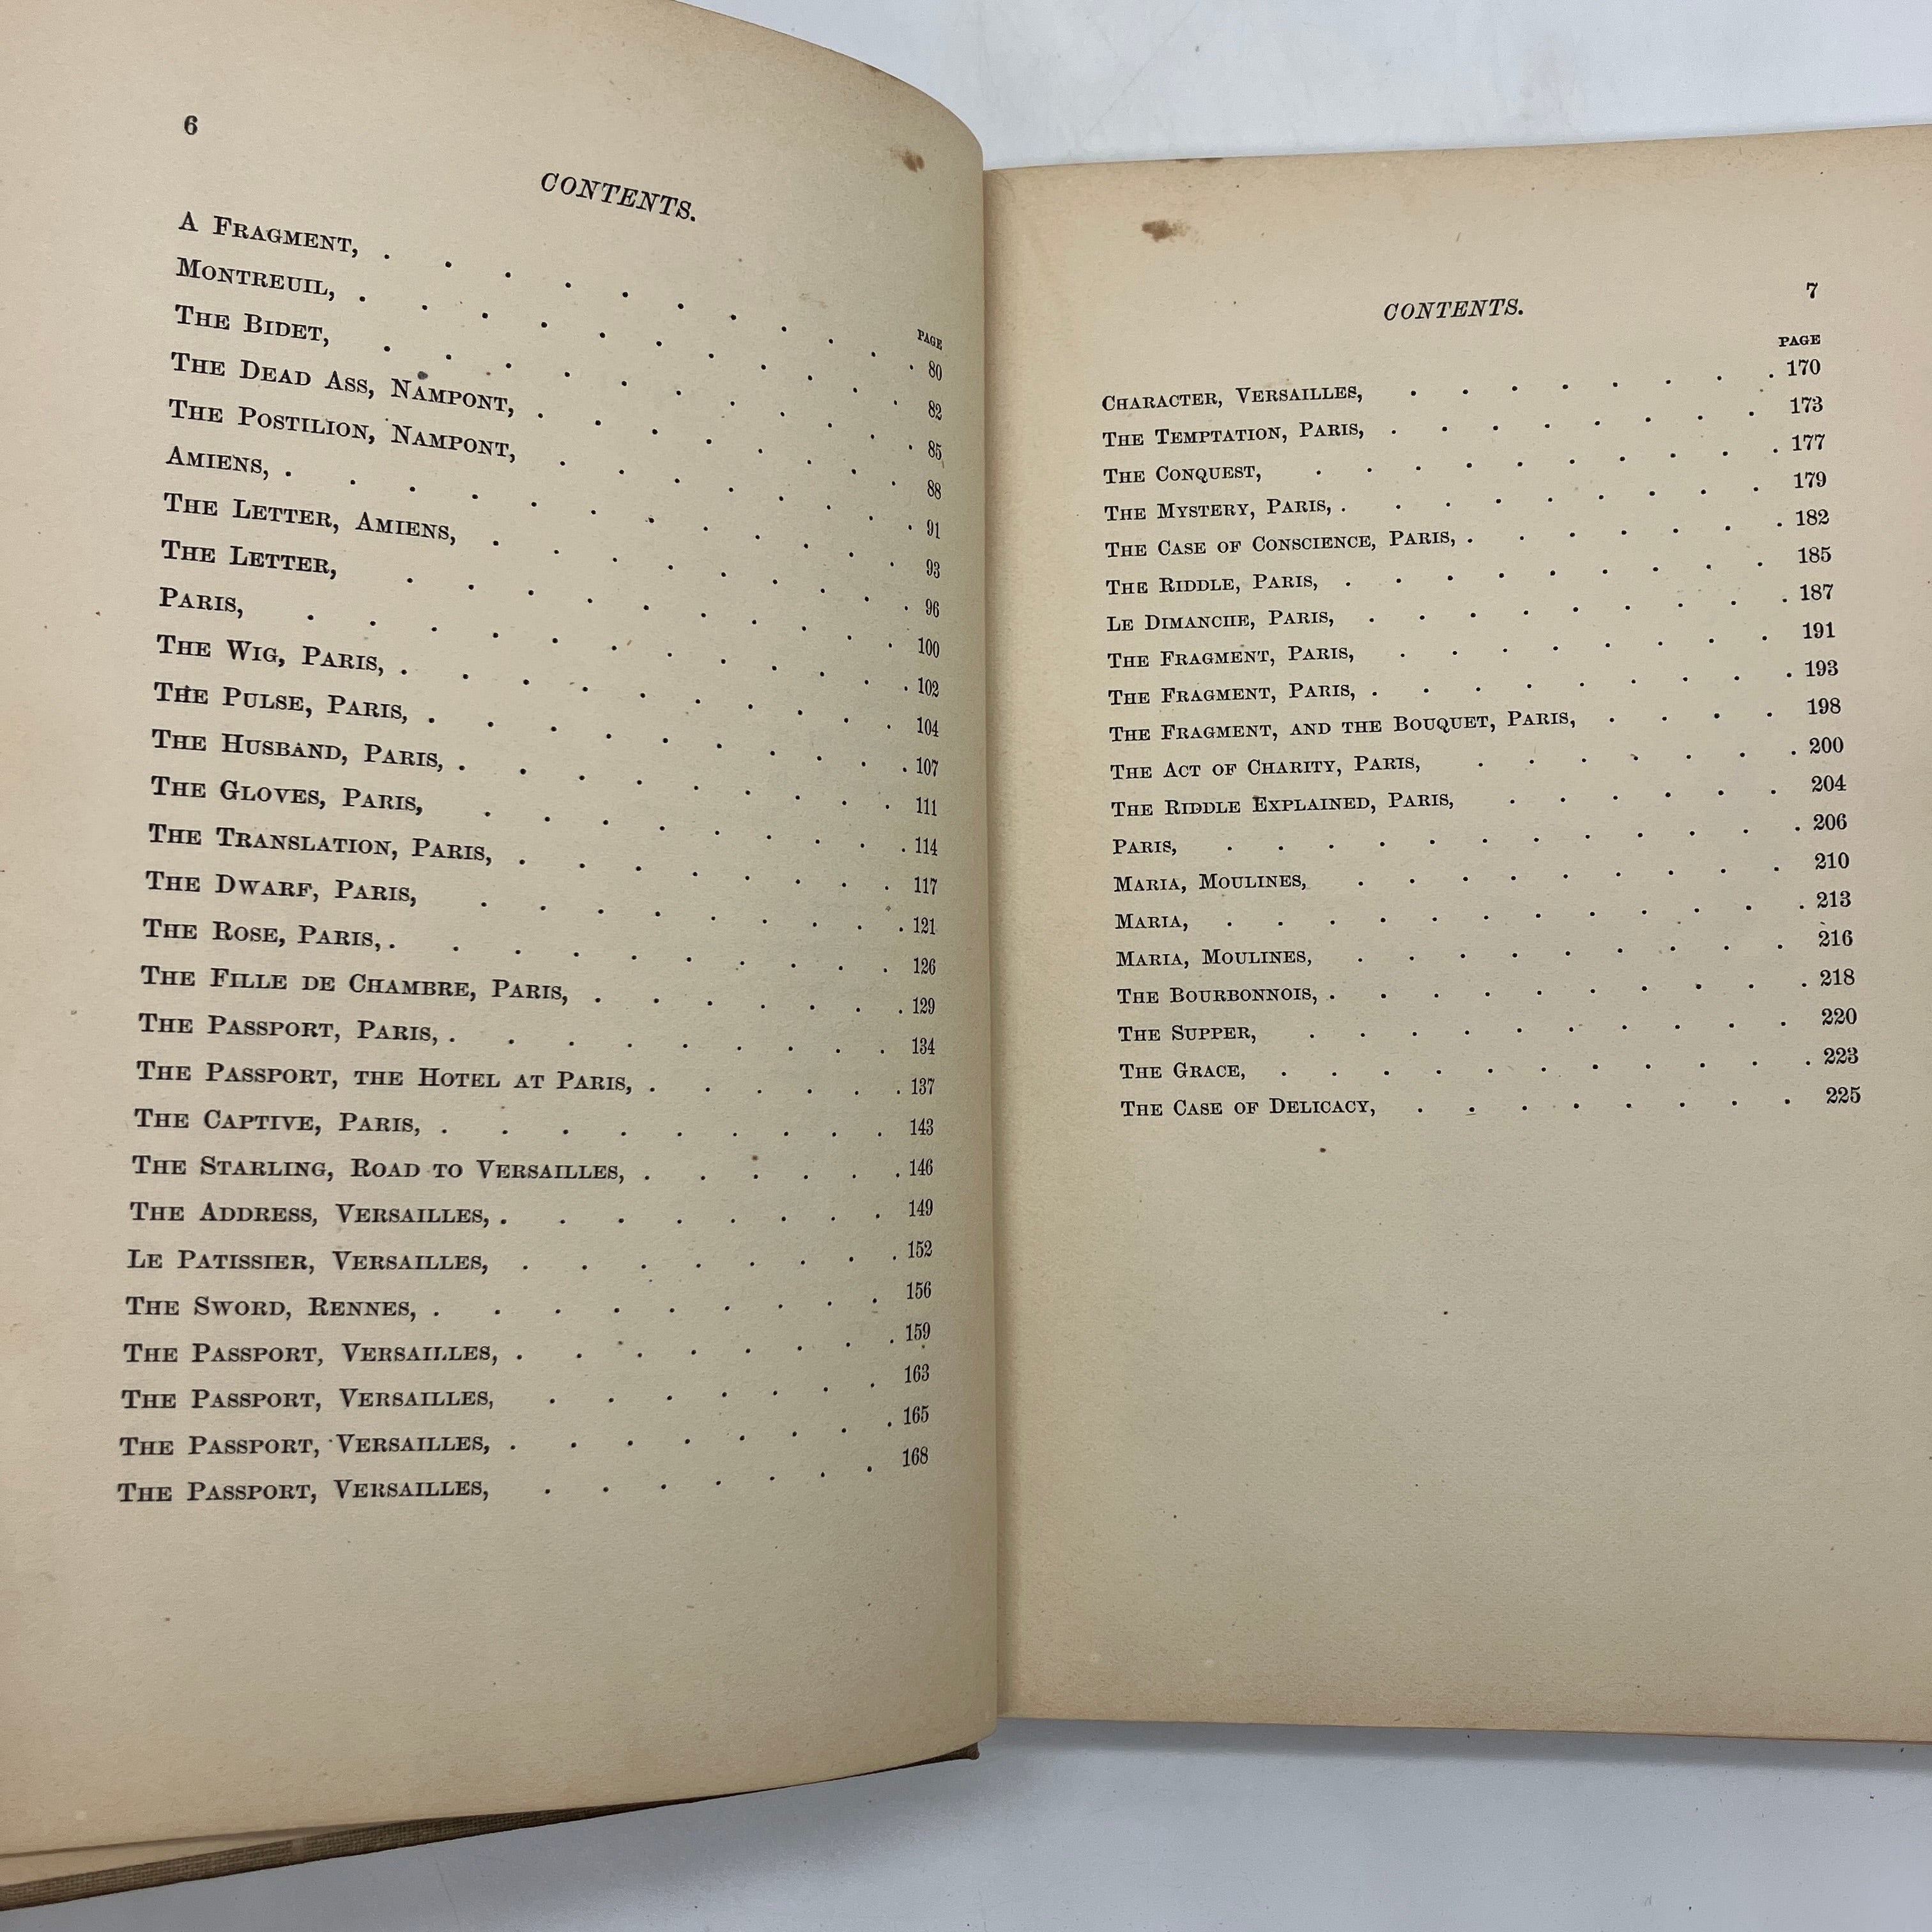 6
CONTENTS.
PAGE
A FRAGMENT, . . . . . . . . . . 80
MONTREUIL, . . . . . . . . . . 82
THE BIDET, . . . . . . . . . . 85
THE DEAD ASS, NAMPONT, . . . . . . . 88
THE POSTILION, NAMPONT, . . . . . . . 91
AMIENS, . . . . . . . . . . . 93
THE LETTER, AMIENS, . . . . . . . . 96
THE LETTER, . . . . . . . . . 100
PARIS, . . . . . . . . . . . 102
THE WIG, PARIS, . . . . . . . . . 104
THE PULSE, PARIS, . . . . . . . . . 107
THE HUSBAND, PARIS, . . . . . . . . 111
THE GLOVES, PARIS, . . . . . . . . 114
THE TRANSLATION, PARIS, . . . . . . . 117
THE DWARF, PARIS, . . . . . . . . 121
THE ROSE, PARIS, . . . . . . . . . 126
THE FILLE DE CHAMBRE, PARIS, . . . . . . 129
THE PASSPORT, PARIS, . . . . . . . . 134
THE PASSPORT, THE HOTEL AT PARIS, . . . . . 137
THE CAPTIVE, PARIS, . . . . . . . . 143
THE STARLING, ROAD TO VERSAILLES, . . . . . 146
THE ADDRESS, VERSAILLES, . . . . . . . 149
LE PATISSIER, VERSAILLES, . . . . . . . 152
THE SWORD, RENNES, . . . . . . . . 156
THE PASSPORT, VERSAILLES, . . . . . . . 159
THE PASSPORT, VERSAILLES, . . . . . . 163
THE PASSPORT, VERSAILLES, . . . . . . . 165
THE PASSPORT, VERSAILLES, . . . . . . 168
7
CONTENTS.
PAGE
CHARACTER, VERSAILLES, . . . . . . . . 170
THE TEMPTATION, PARIS, . . . . . . . . 173
THE CONQUEST, . . . . . . . . . . 177
THE MYSTERY, PARIS, . . . . . . . . . 179
THE CASE OF CONSCIENCE, PARIS, . . . . . . . 182
THE RIDDLE, PARIS, . . . . . . . . . 185
LE DIMANCHE, PARIS, . . . . . . . . . 187
THE FRAGMENT, PARIS, . . . . . . . . 191
THE FRAGMENT, PARIS, . . . . . . . . . 193
THE FRAGMENT, AND THE BOUQUET, PARIS, . . . . 198
THE ACT OF CHARITY, PARIS, . . . . . . . 200
THE RIDDLE EXPLAINED, PARIS, . . . . . . 204
PARIS, . . . . . . . . . . . . 206
MARIA, MOULINES, . . . . . . . . . 210
MARIA, . . . . . . . . . . . . 213
MARIA, MOULINES, . . . . . . . . . 216
THE BOURBONNOIS, . . . . . . . . . . 218
THE SUPPER, . . . . . . . . . . 220
THE GRACE, . . . . . . . . . . . 223
THE CASE OF DELICACY, . . . . . . . . 225